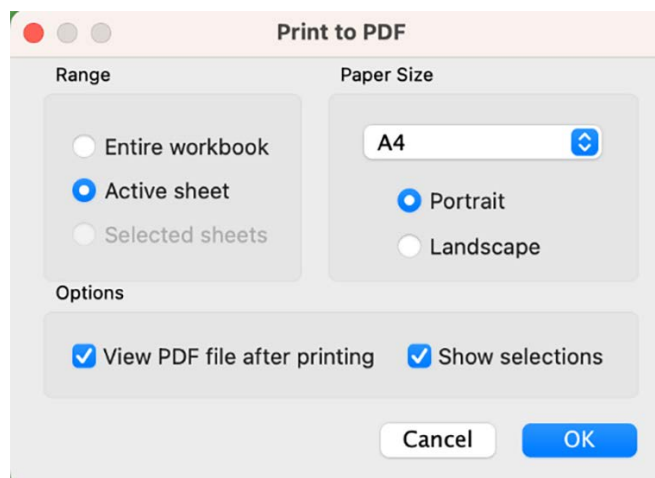 Print to PDF
Range
Entire workbook
Active sheet
Selected sheets
Paper Size
A4
Portrait
Landscape
Options
View PDF file after printing
Show selections
Cancel
OK